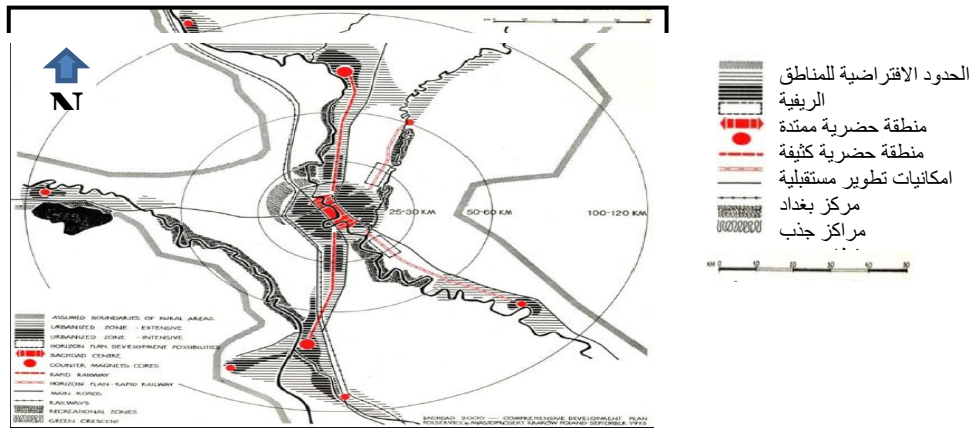 N
25-30 KM
50-60 KM
100-120 KM
ASSUMED BOUNDARIES OF RURAL AREAS
URBANIZED ZONE - EXTENSIVE
URBANIZED ZONE - INTENSIVE
HORIZON PLAN DEVELOPMENT POSSIBILITIES
BAGHDAD CENTRE
COUNTER MAGNETS CORES
RAPID RAILWAY
HORIZON PLAN - RAPID RAILWAY
MAIN ROADS
RAILWAYS
RECREATIONAL ZONES
GREEN CRESCENT
BAGHDAD 2000 — COMPREHENSIVE DEVELOPMENT PLAN
POLSERVICE MIASTOPROJEKT KRAKOW POLAND SEPTEMBER
الحدود الافتراضية للمناطق
الريفية
منطقة حضرية ممتدة
منطقة حضرية كثيفة
امكانيات تطوير مستقبلية
مركز بغداد
مراكز جذب
KM 0 10 20 30